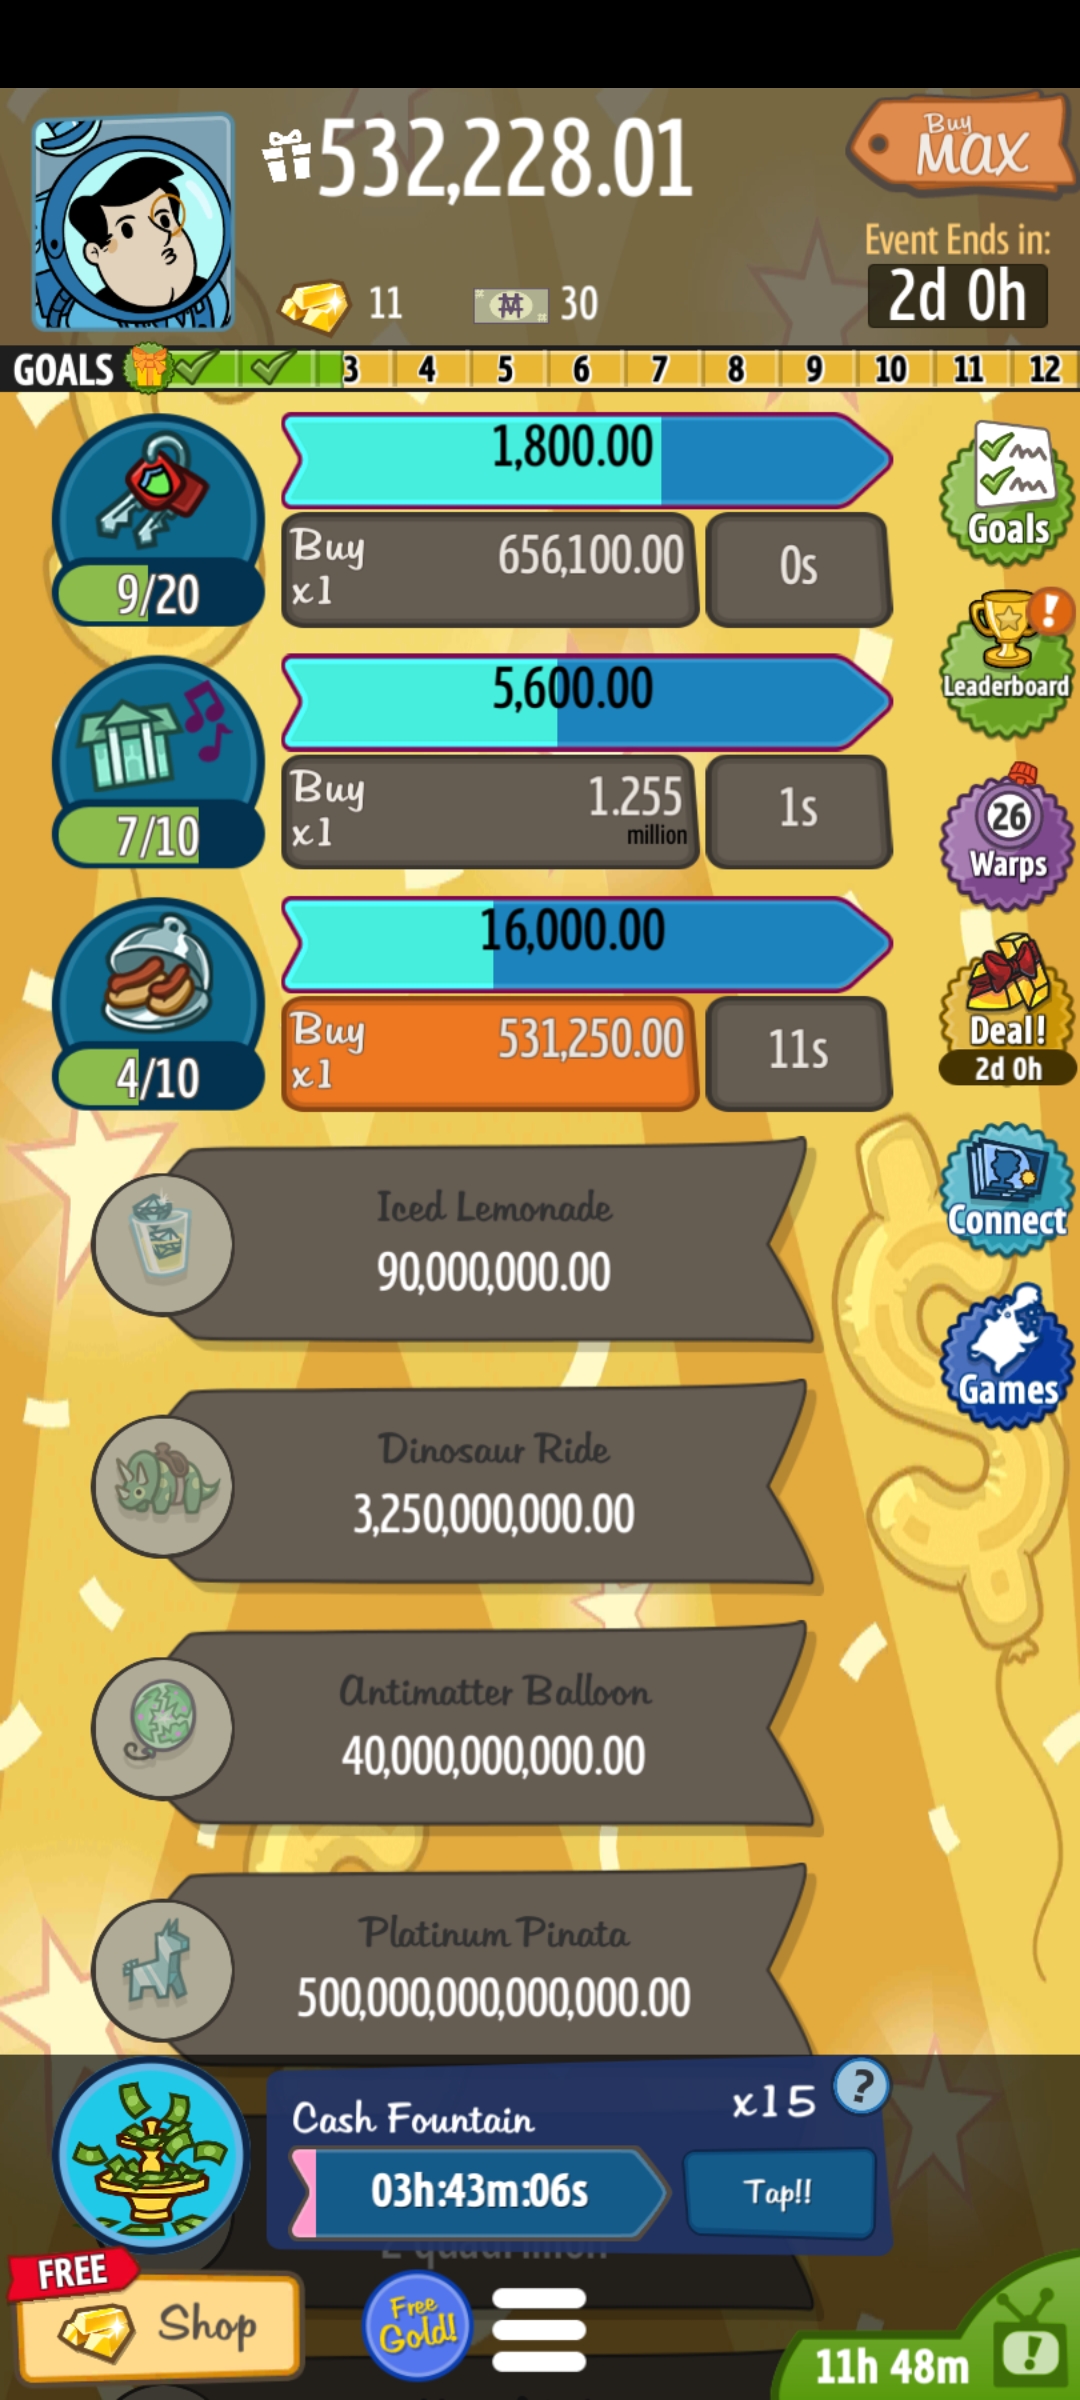 532,228.01
Buy
MAX
Event Ends in:
2d 0h
11
30
GOALS 3 4 5 6 7 8 9 10 11 12
1,800.00
Buy
x1
656,100.00
0s
9/20
Goals
5,600.00
Buy
x1
1.255
million
1s
7/10
Leaderboard
26
Warps
16,000.00
Buy
x1
531,250.00
11s
4/10
Deal!
2d 0h
Iced Lemonade
90,000,000.00
Connect
Dinosaur Ride
3,250,000,000.00
Games
Antimatter Balloon
40,000,000,000.00
Platinum Pinata
500,000,000,000,000.00
Cash Fountain
x15
?
03h:43m:06s
Tap!!
FREE
Shop
Free
Gold!
11h 48m